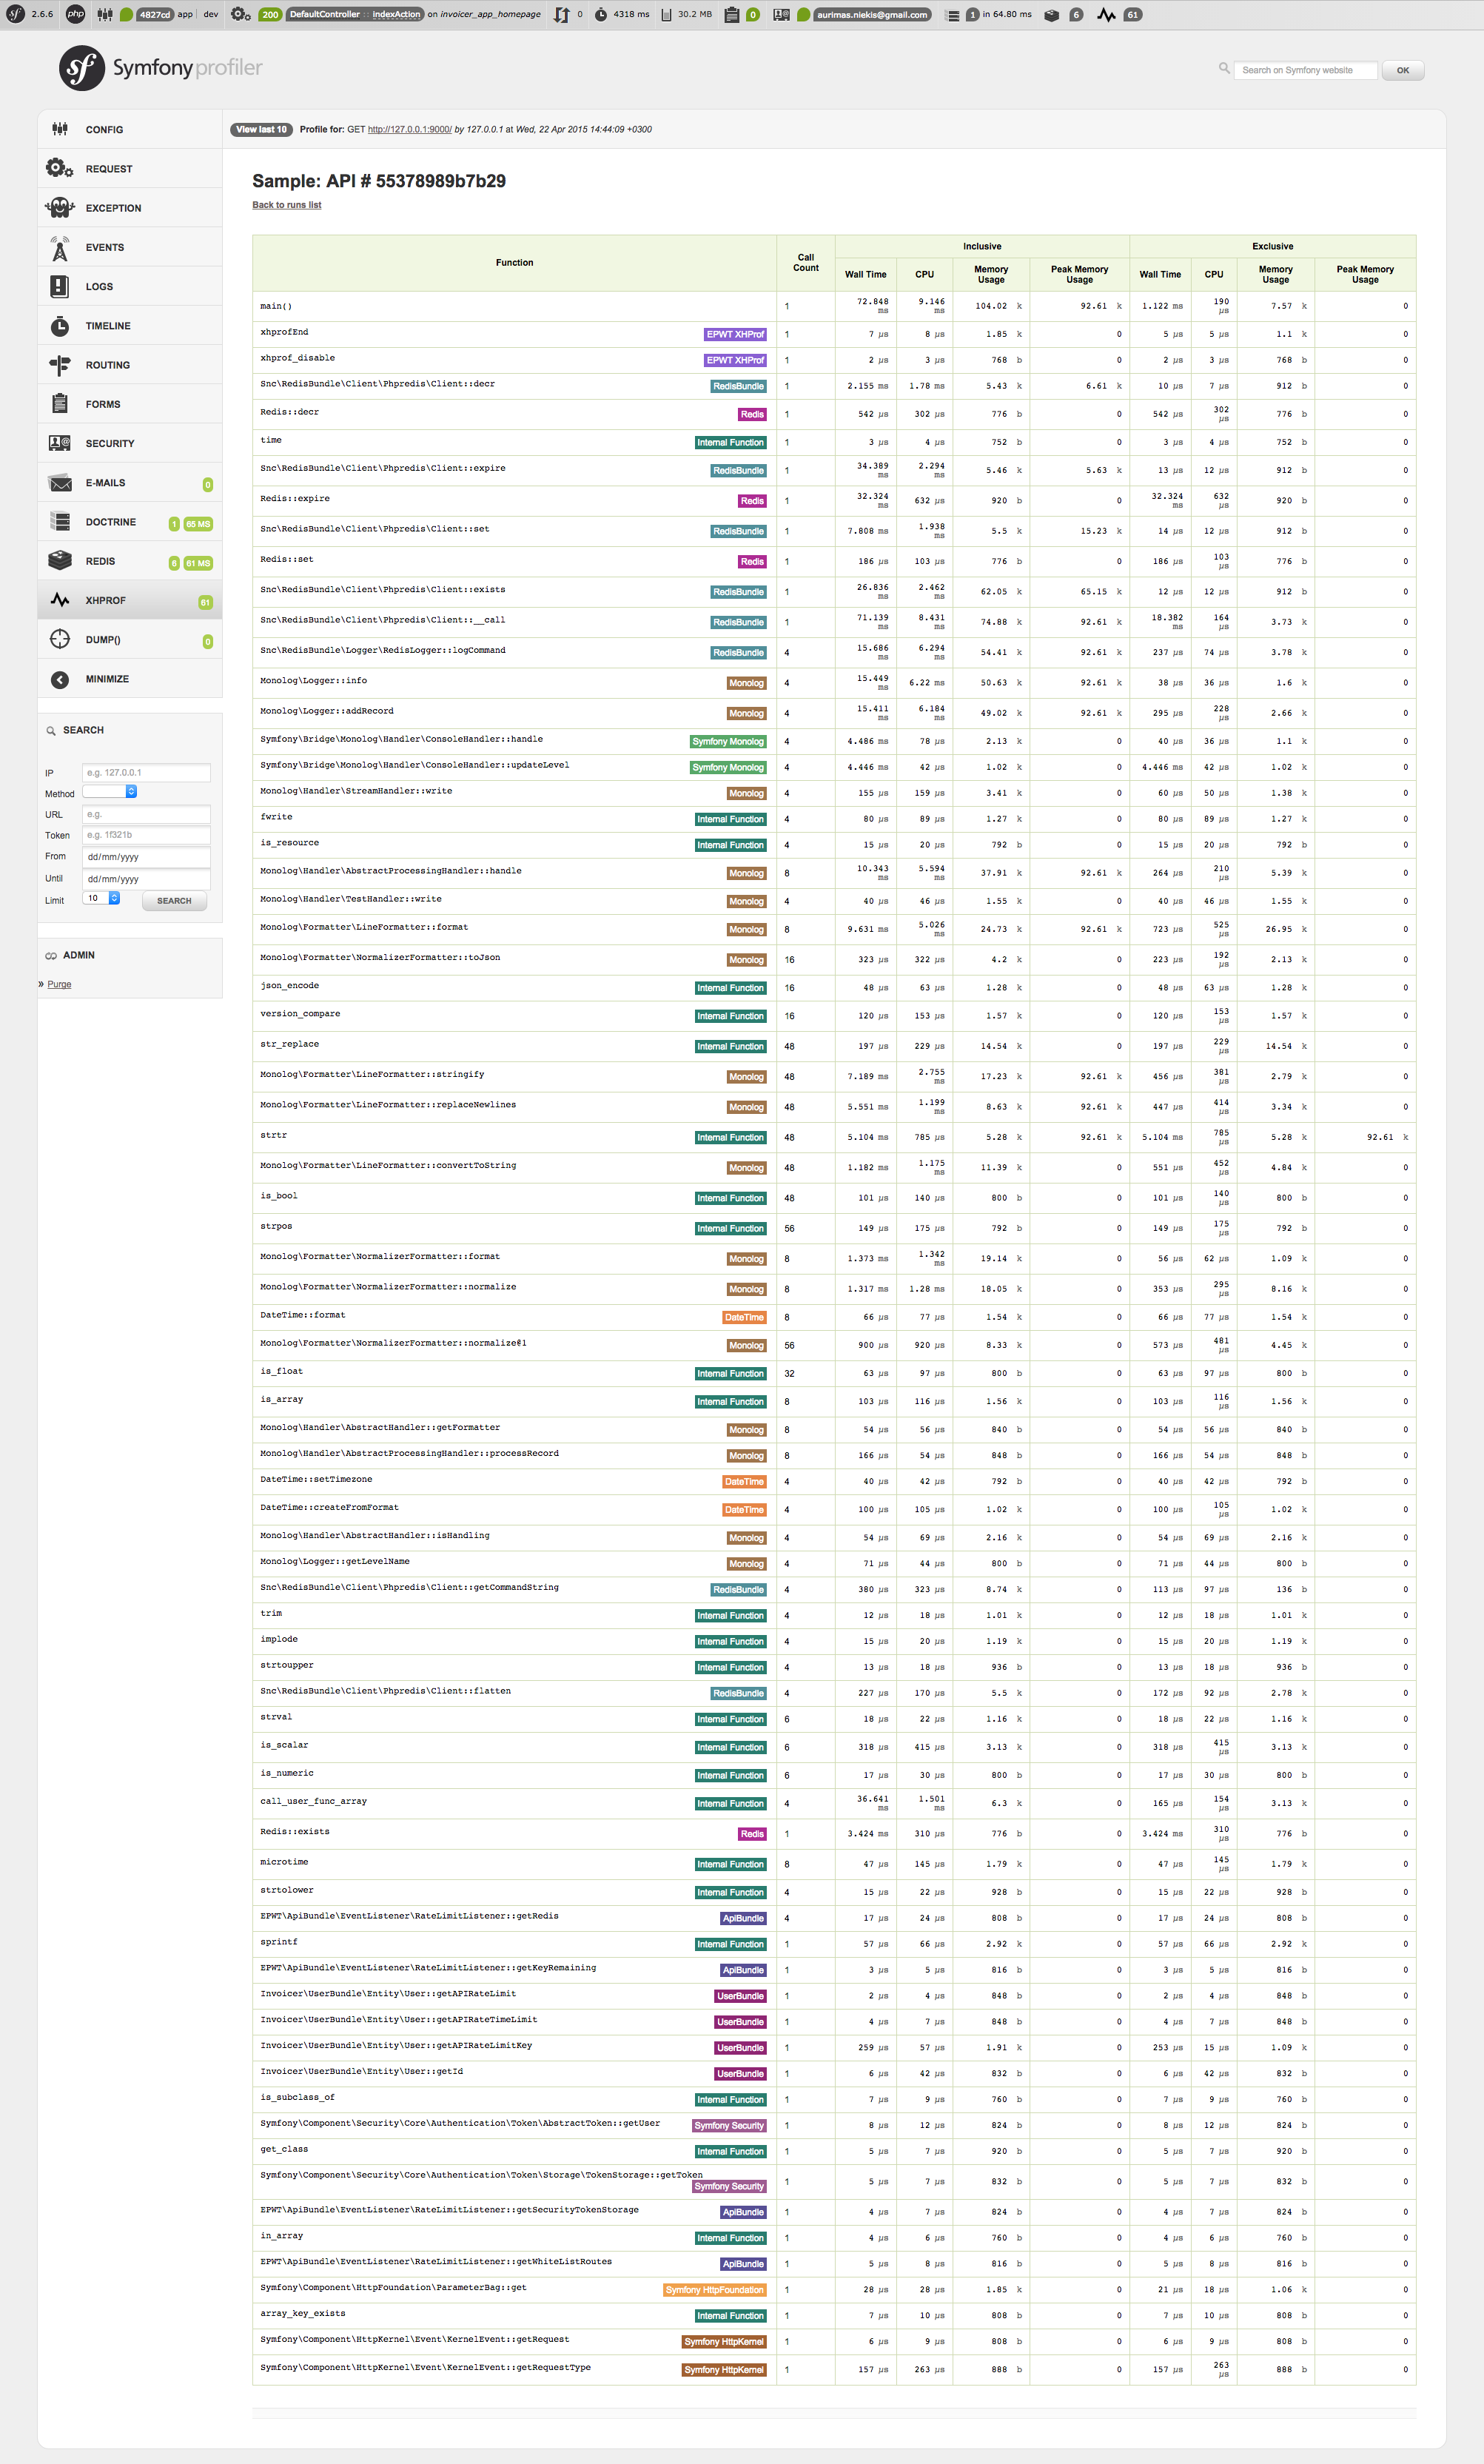 2.6.6 php 4827cd app dev 200 DefaultController :: IndexAction on invoicer_app_homepage 0 4318 ms 30.2 MB 0 aurimas.niekis@gmail.com 1 in 64.80 ms 6 61
sf Symfony profiler
Search on Symfony website OK
CONFIG
REQUEST
EXCEPTION
EVENTS
LOGS
TIMELINE
ROUTING
FORMS
SECURITY
E-MAILS 0
DOCTRINE 1 65 MS
REDIS 6 61 MS
XHPROF 61
DUMP() 0
MINIMIZE
SEARCH
IP e.g. 127.0.0.1
Method
URL e.g.
Token e.g. 1f321b
From dd/mm/yyyy
Until dd/mm/yyyy
Limit 10 SEARCH
ADMIN
» Purge
View last 10 Profile for: GET http://127.0.0.1:9000/ by 127.0.0.1 at Wed, 22 Apr 2015 14:44:09 +0300
Sample: API # 55378989b7b29
Back to runs list
Function Call Count Inclusive Exclusive
Wall Time CPU Memory Usage Peak Memory Usage Wall Time CPU Memory Usage Peak Memory Usage
main() 1 72.848 ms 9.146 ms 104.02 k 92.61 k 1.122 ms 190 µs 7.57 k 0
xhprofEnd EPWT XHProf 1 7 µs 8 µs 1.85 k 0 5 µs 5 µs 1.1 k 0
xhprof_disable EPWT XHProf 1 2 µs 3 µs 768 b 0 2 µs 3 µs 768 b 0
Snc\RedisBundle\Client\Phpredis\Client::decr RedisBundle 1 2.155 ms 1.78 ms 5.43 k 6.61 k 10 µs 7 µs 912 b 0
Redis::decr Redis 1 542 µs 302 µs 776 b 0 542 µs 302 µs 776 b 0
time Internal Function 1 3 µs 4 µs 752 b 0 3 µs 4 µs 752 b 0
Snc\RedisBundle\Client\Phpredis\Client::expire RedisBundle 1 34.389 ms 2.294 ms 5.46 k 5.63 k 13 µs 12 µs 912 b 0
Redis::expire Redis 1 32.324 ms 632 µs 920 b 0 32.324 ms 632 µs 920 b 0
Snc\RedisBundle\Client\Phpredis\Client::set RedisBundle 1 7.808 ms 1.938 ms 5.5 k 15.23 k 14 µs 12 µs 912 b 0
Redis::set Redis 1 186 µs 103 µs 776 b 0 186 µs 103 µs 776 b 0
Snc\RedisBundle\Client\Phpredis\Client::exists RedisBundle 1 26.836 ms 2.462 ms 62.05 k 65.15 k 12 µs 12 µs 912 b 0
Snc\RedisBundle\Client\Phpredis\Client::__call RedisBundle 1 71.139 ms 8.431 ms 74.88 k 92.61 k 18.382 ms 164 µs 3.73 k 0
Snc\RedisBundle\Logger\RedisLogger::logCommand RedisBundle 4 15.686 ms 6.294 ms 54.41 k 92.61 k 237 µs 74 µs 3.78 k 0
Monolog\Logger::info Monolog 4 15.449 ms 6.22 ms 50.63 k 92.61 k 38 µs 36 µs 1.6 k 0
Monolog\Logger::addRecord Monolog 4 15.411 ms 6.184 ms 49.02 k 92.61 k 295 µs 228 µs 2.66 k 0
Symfony\Bridge\Monolog\Handler\ConsoleHandler::handle Symfony Monolog 4 4.486 ms 78 µs 2.13 k 0 40 µs 36 µs 1.1 k 0
Symfony\Bridge\Monolog\Handler\ConsoleHandler::updateLevel Symfony Monolog 4 4.446 ms 42 µs 1.02 k 0 4.446 ms 42 µs 1.02 k 0
Monolog\Handler\StreamHandler::write Monolog 4 155 µs 159 µs 3.41 k 0 60 µs 50 µs 1.38 k 0
fwrite Internal Function 4 80 µs 89 µs 1.27 k 0 80 µs 89 µs 1.27 k 0
is_resource Internal Function 4 15 µs 20 µs 792 b 0 15 µs 20 µs 792 b 0
Monolog\Handler\AbstractProcessingHandler::handle Monolog 8 10.343 ms 5.594 ms 37.91 k 92.61 k 264 µs 210 µs 5.39 k 0
Monolog\Handler\TestHandler::write Monolog 4 40 µs 46 µs 1.55 k 0 40 µs 46 µs 1.55 k 0
Monolog\Formatter\LineFormatter::format Monolog 8 9.631 ms 5.026 ms 24.73 k 92.61 k 723 µs 525 µs 26.95 k 0
Monolog\Formatter\NormalizerFormatter::toJson Monolog 16 323 µs 322 µs 4.2 k 0 223 µs 192 µs 2.13 k 0
json_encode Internal Function 16 48 µs 63 µs 1.28 k 0 48 µs 63 µs 1.28 k 0
version_compare Internal Function 16 120 µs 153 µs 1.57 k 0 120 µs 153 µs 1.57 k 0
str_replace Internal Function 48 197 µs 229 µs 14.54 k 0 197 µs 229 µs 14.54 k 0
Monolog\Formatter\LineFormatter::stringify Monolog 48 7.189 ms 2.755 ms 17.23 k 92.61 k 456 µs 381 µs 2.79 k 0
Monolog\Formatter\LineFormatter::replaceNewlines Monolog 48 5.551 ms 1.199 ms 8.63 k 92.61 k 447 µs 414 µs 3.34 k 0
strtr Internal Function 48 5.104 ms 785 µs 5.28 k 92.61 k 5.104 ms 785 µs 5.28 k 92.61 k
Monolog\Formatter\LineFormatter::convertToString Monolog 48 1.182 ms 1.175 ms 11.39 k 0 551 µs 452 µs 4.84 k 0
is_bool Internal Function 48 101 µs 140 µs 800 b 0 101 µs 140 µs 800 b 0
strpos Internal Function 56 149 µs 175 µs 792 b 0 149 µs 175 µs 792 b 0
Monolog\Formatter\NormalizerFormatter::format Monolog 8 1.373 ms 1.342 ms 19.14 k 0 56 µs 62 µs 1.09 k 0
Monolog\Formatter\NormalizerFormatter::normalize Monolog 8 1.317 ms 1.28 ms 18.05 k 0 353 µs 295 µs 8.16 k 0
DateTime::format DateTime 8 66 µs 77 µs 1.54 k 0 66 µs 77 µs 1.54 k 0
Monolog\Formatter\NormalizerFormatter::normalize@1 Monolog 56 900 µs 920 µs 8.33 k 0 573 µs 481 µs 4.45 k 0
is_float Internal Function 32 63 µs 97 µs 800 b 0 63 µs 97 µs 800 b 0
is_array Internal Function 8 103 µs 116 µs 1.56 k 0 103 µs 116 µs 1.56 k 0
Monolog\Handler\AbstractHandler::getFormatter Monolog 8 54 µs 56 µs 840 b 0 54 µs 56 µs 840 b 0
Monolog\Handler\AbstractProcessingHandler::processRecord Monolog 8 166 µs 54 µs 848 b 0 166 µs 54 µs 848 b 0
DateTime::setTimezone DateTime 4 40 µs 42 µs 792 b 0 40 µs 42 µs 792 b 0
DateTime::createFromFormat DateTime 4 100 µs 105 µs 1.02 k 0 100 µs 105 µs 1.02 k 0
Monolog\Handler\AbstractHandler::isHandling Monolog 4 54 µs 69 µs 2.16 k 0 54 µs 69 µs 2.16 k 0
Monolog\Logger::getLevelName Monolog 4 71 µs 44 µs 800 b 0 71 µs 44 µs 800 b 0
Snc\RedisBundle\Client\Phpredis\Client::getCommandString RedisBundle 4 380 µs 323 µs 8.74 k 0 113 µs 97 µs 136 b 0
trim Internal Function 4 12 µs 18 µs 1.01 k 0 12 µs 18 µs 1.01 k 0
implode Internal Function 4 15 µs 20 µs 1.19 k 0 15 µs 20 µs 1.19 k 0
strtoupper Internal Function 4 13 µs 18 µs 936 b 0 13 µs 18 µs 936 b 0
Snc\RedisBundle\Client\Phpredis\Client::flatten RedisBundle 4 227 µs 170 µs 5.5 k 0 172 µs 92 µs 2.78 k 0
strval Internal Function 6 18 µs 22 µs 1.16 k 0 18 µs 22 µs 1.16 k 0
is_scalar Internal Function 6 318 µs 415 µs 3.13 k 0 318 µs 415 µs 3.13 k 0
is_numeric Internal Function 6 17 µs 30 µs 800 b 0 17 µs 30 µs 800 b 0
call_user_func_array Internal Function 4 36.641 ms 1.501 ms 6.3 k 0 165 µs 154 µs 3.13 k 0
Redis::exists Redis 1 3.424 ms 310 µs 776 b 0 3.424 ms 310 µs 776 b 0
microtime Internal Function 8 47 µs 145 µs 1.79 k 0 47 µs 145 µs 1.79 k 0
strtolower Internal Function 4 15 µs 22 µs 928 b 0 15 µs 22 µs 928 b 0
EPWT\ApiBundle\EventListener\RateLimitListener::getRedis ApiBundle 4 17 µs 24 µs 808 b 0 17 µs 24 µs 808 b 0
sprintf Internal Function 1 57 µs 66 µs 2.92 k 0 57 µs 66 µs 2.92 k 0
EPWT\ApiBundle\EventListener\RateLimitListener::getKeyRemaining ApiBundle 1 3 µs 5 µs 816 b 0 3 µs 5 µs 816 b 0
Invoicer\UserBundle\Entity\User::getAPIRateLimit UserBundle 1 2 µs 4 µs 848 b 0 2 µs 4 µs 848 b 0
Invoicer\UserBundle\Entity\User::getAPIRateTimeLimit UserBundle 1 4 µs 7 µs 848 b 0 4 µs 7 µs 848 b 0
Invoicer\UserBundle\Entity\User::getAPIRateLimitKey UserBundle 1 259 µs 57 µs 1.91 k 0 253 µs 15 µs 1.09 k 0
Invoicer\UserBundle\Entity\User::getId UserBundle 1 6 µs 42 µs 832 b 0 6 µs 42 µs 832 b 0
is_subclass_of Internal Function 1 7 µs 9 µs 760 b 0 7 µs 9 µs 760 b 0
Symfony\Component\Security\Core\Authentication\Token\AbstractToken::getUser Symfony Security 1 8 µs 12 µs 824 b 0 8 µs 12 µs 824 b 0
get_class Internal Function 1 5 µs 7 µs 920 b 0 5 µs 7 µs 920 b 0
Symfony\Component\Security\Core\Authentication\Token\Storage\TokenStorage::getToken Symfony Security 1 5 µs 7 µs 832 b 0 5 µs 7 µs 832 b 0
EPWT\ApiBundle\EventListener\RateLimitListener::getSecurityTokenStorage ApiBundle 1 4 µs 7 µs 824 b 0 4 µs 7 µs 824 b 0
in_array Internal Function 1 4 µs 6 µs 760 b 0 4 µs 6 µs 760 b 0
EPWT\ApiBundle\EventListener\RateLimitListener::getWhiteListRoutes ApiBundle 1 5 µs 8 µs 816 b 0 5 µs 8 µs 816 b 0
Symfony\Component\HttpFoundation\ParameterBag::get Symfony HttpFoundation 1 28 µs 28 µs 1.85 k 0 21 µs 18 µs 1.06 k 0
array_key_exists Internal Function 1 7 µs 10 µs 808 b 0 7 µs 10 µs 808 b 0
Symfony\Component\HttpKernel\Event\KernelEvent::getRequest Symfony HttpKernel 1 6 µs 9 µs 808 b 0 6 µs 9 µs 808 b 0
Symfony\Component\HttpKernel\Event\KernelEvent::getRequestType Symfony HttpKernel 1 157 µs 263 µs 888 b 0 157 µs 263 µs 888 b 0